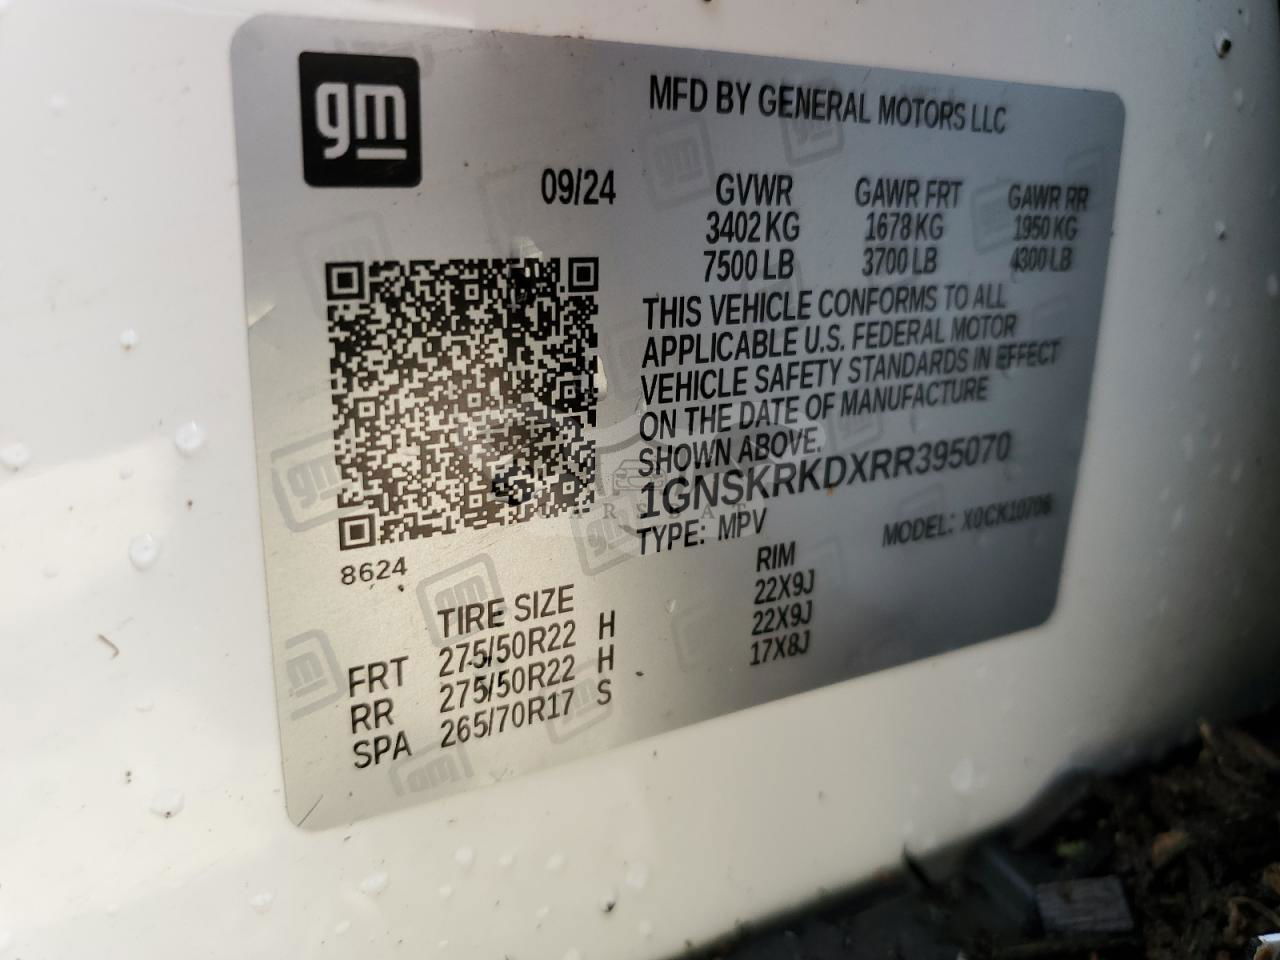 gm
MFD BY GENERAL MOTORS LLC
09/24 GVWR GAWR FRT GAWR RR
3402 KG 1678 KG 1950 KG
7500 LB 3700 LB 4300 LB
THIS VEHICLE CONFORMS TO ALL
APPLICABLE U.S. FEDERAL MOTOR
VEHICLE SAFETY STANDARDS IN EFFECT
ON THE DATE OF MANUFACTURE
SHOWN ABOVE.
1GNSKRKDXRR395070
TYPE: MPV MODEL: X0CK10706
8624
TIRE SIZE RIM
FRT 275/50R22 H 22X9J
RR 275/50R22 H 22X9J
SPA 265/70R17 S 17X8J